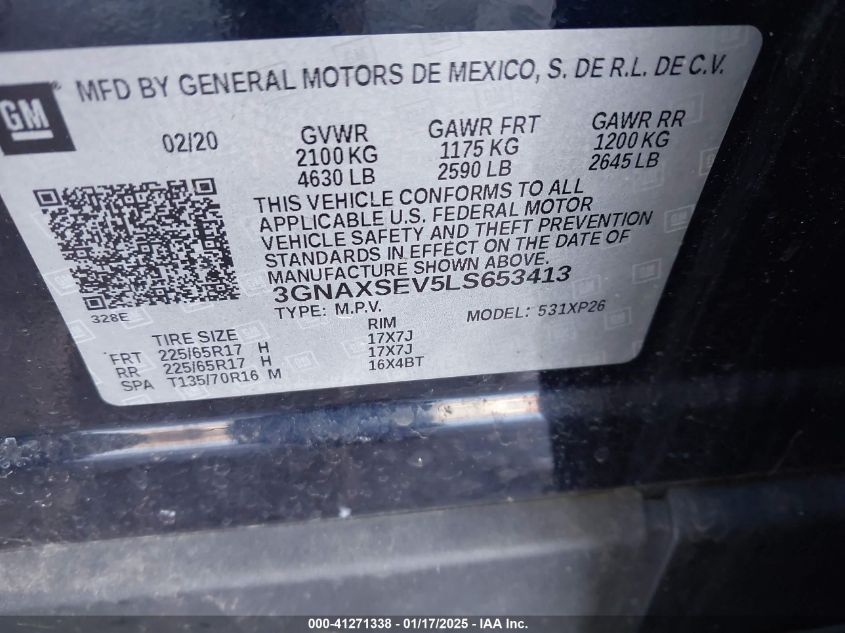 GM
MFD BY GENERAL MOTORS DE MEXICO, S. DE R.L. DE C.V.
02/20 GVWR GAWR FRT GAWR RR
2100 KG 1175 KG 1200 KG
4630 LB 2590 LB 2645 LB
THIS VEHICLE CONFORMS TO ALL
APPLICABLE U.S. FEDERAL MOTOR
VEHICLE SAFETY AND THEFT PREVENTION
STANDARDS IN EFFECT ON THE DATE OF
MANUFACTURE SHOWN ABOVE.
3GNAXSEV5LS653413
328E TYPE: M.P.V. MODEL: 531XP26
TIRE SIZE RIM
FRT 225/65R17 H 17X7J
RR 225/65R17 H 17X7J
SPA T135/70R16 M 16X4BT
000-41271338 - 01/17/2025 - IAA Inc.